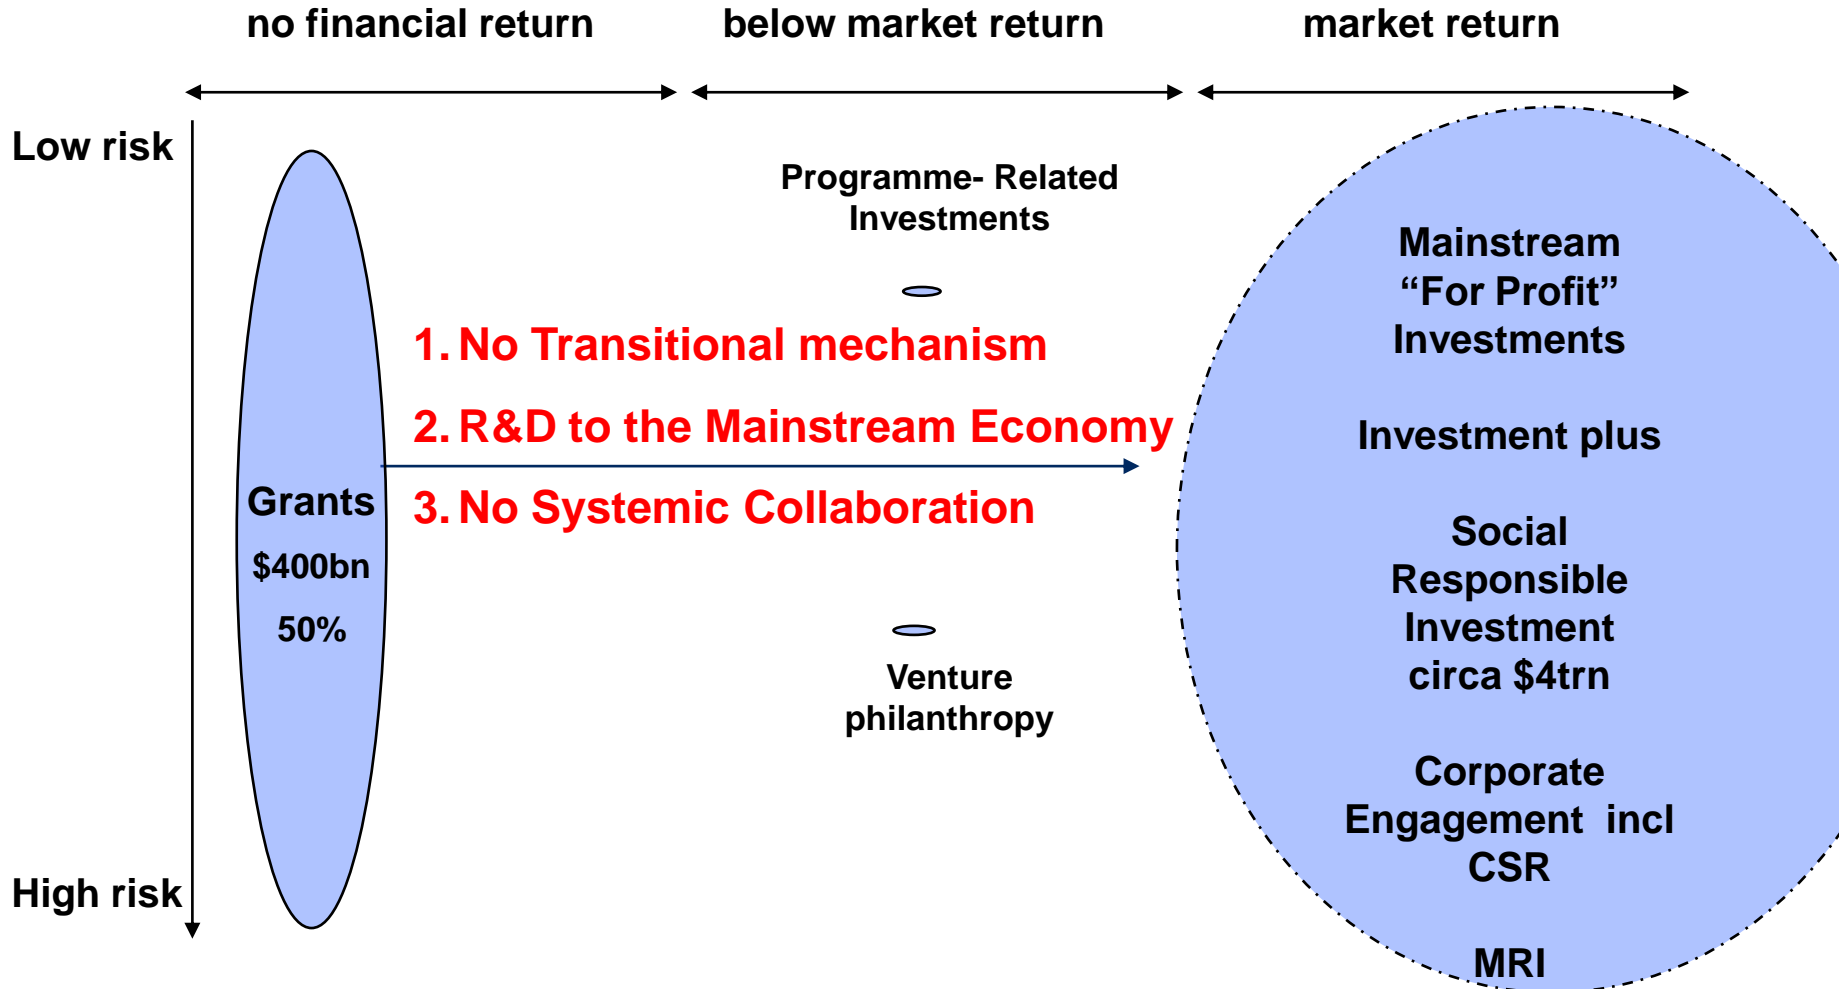 no financial return
below market return
market return
Low risk
High risk
Grants
$400bn
50%
Programme- Related
Investments
1. No Transitional mechanism
2. R&D to the Mainstream Economy
3. No Systemic Collaboration
Venture
philanthropy
Mainstream
“For Profit”
Investments
Investment plus
Social
Responsible
Investment
circa $4trn
Corporate
Engagement incl
CSR
MRI